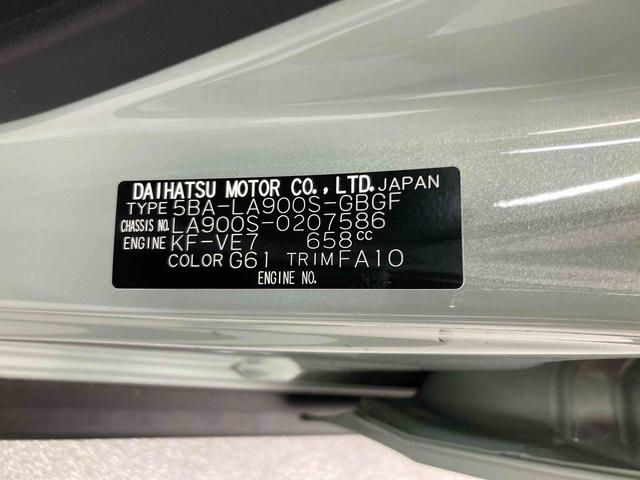 DAIHATSU MOTOR CO.,LTD.JAPAN
TYPE 5BA-LA900S-GBGF
CHASSIS NO. LA900S-0207586
ENGINE KF-VE7 658cc
COLOR G61 TRIM FA10
ENGINE NO.